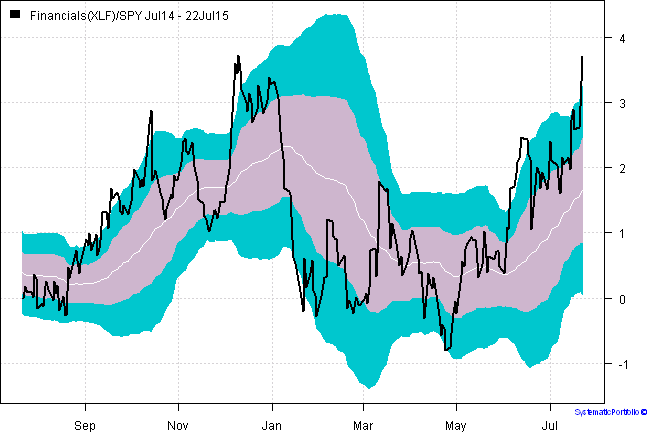 Financials(XLF)/SPY Jul14 - 22Jul15
4
3
2
1
0
-1
Sep Nov Jan Mar May Jul
SystematicPortfolio ©